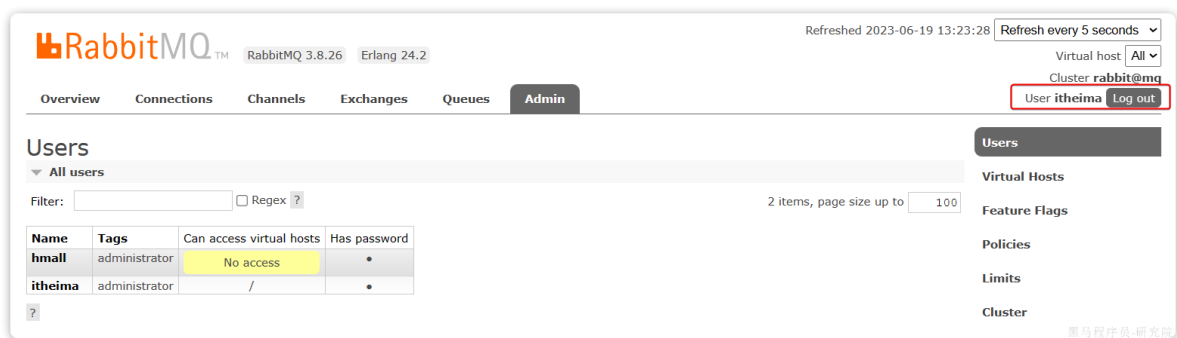 Refreshed 2023-06-19 13:23:28 Refresh every 5 seconds
RabbitMQ TM RabbitMQ 3.8.26 Erlang 24.2
Virtual host All
Cluster rabbit@mq
User itheima Log out
Overview Connections Channels Exchanges Queues Admin
Users
All users
Filter: Regex ? 2 items, page size up to 100
Name Tags Can access virtual hosts Has password
hmall administrator No access •
itheima administrator / •
?
Users
Virtual Hosts
Feature Flags
Policies
Limits
Cluster
黑马程序员-研究院